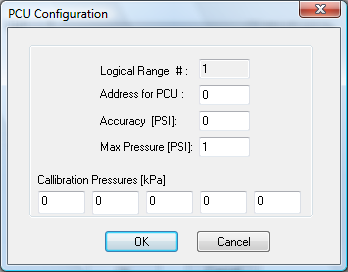 PCU Configuration
Logical Range # : 1
Address for PCU : 0
Accuracy [PSI]: 0
Max Pressure [PSI]: 1
Callibration Pressures [kPa]
0 0 0 0 0
OK Cancel